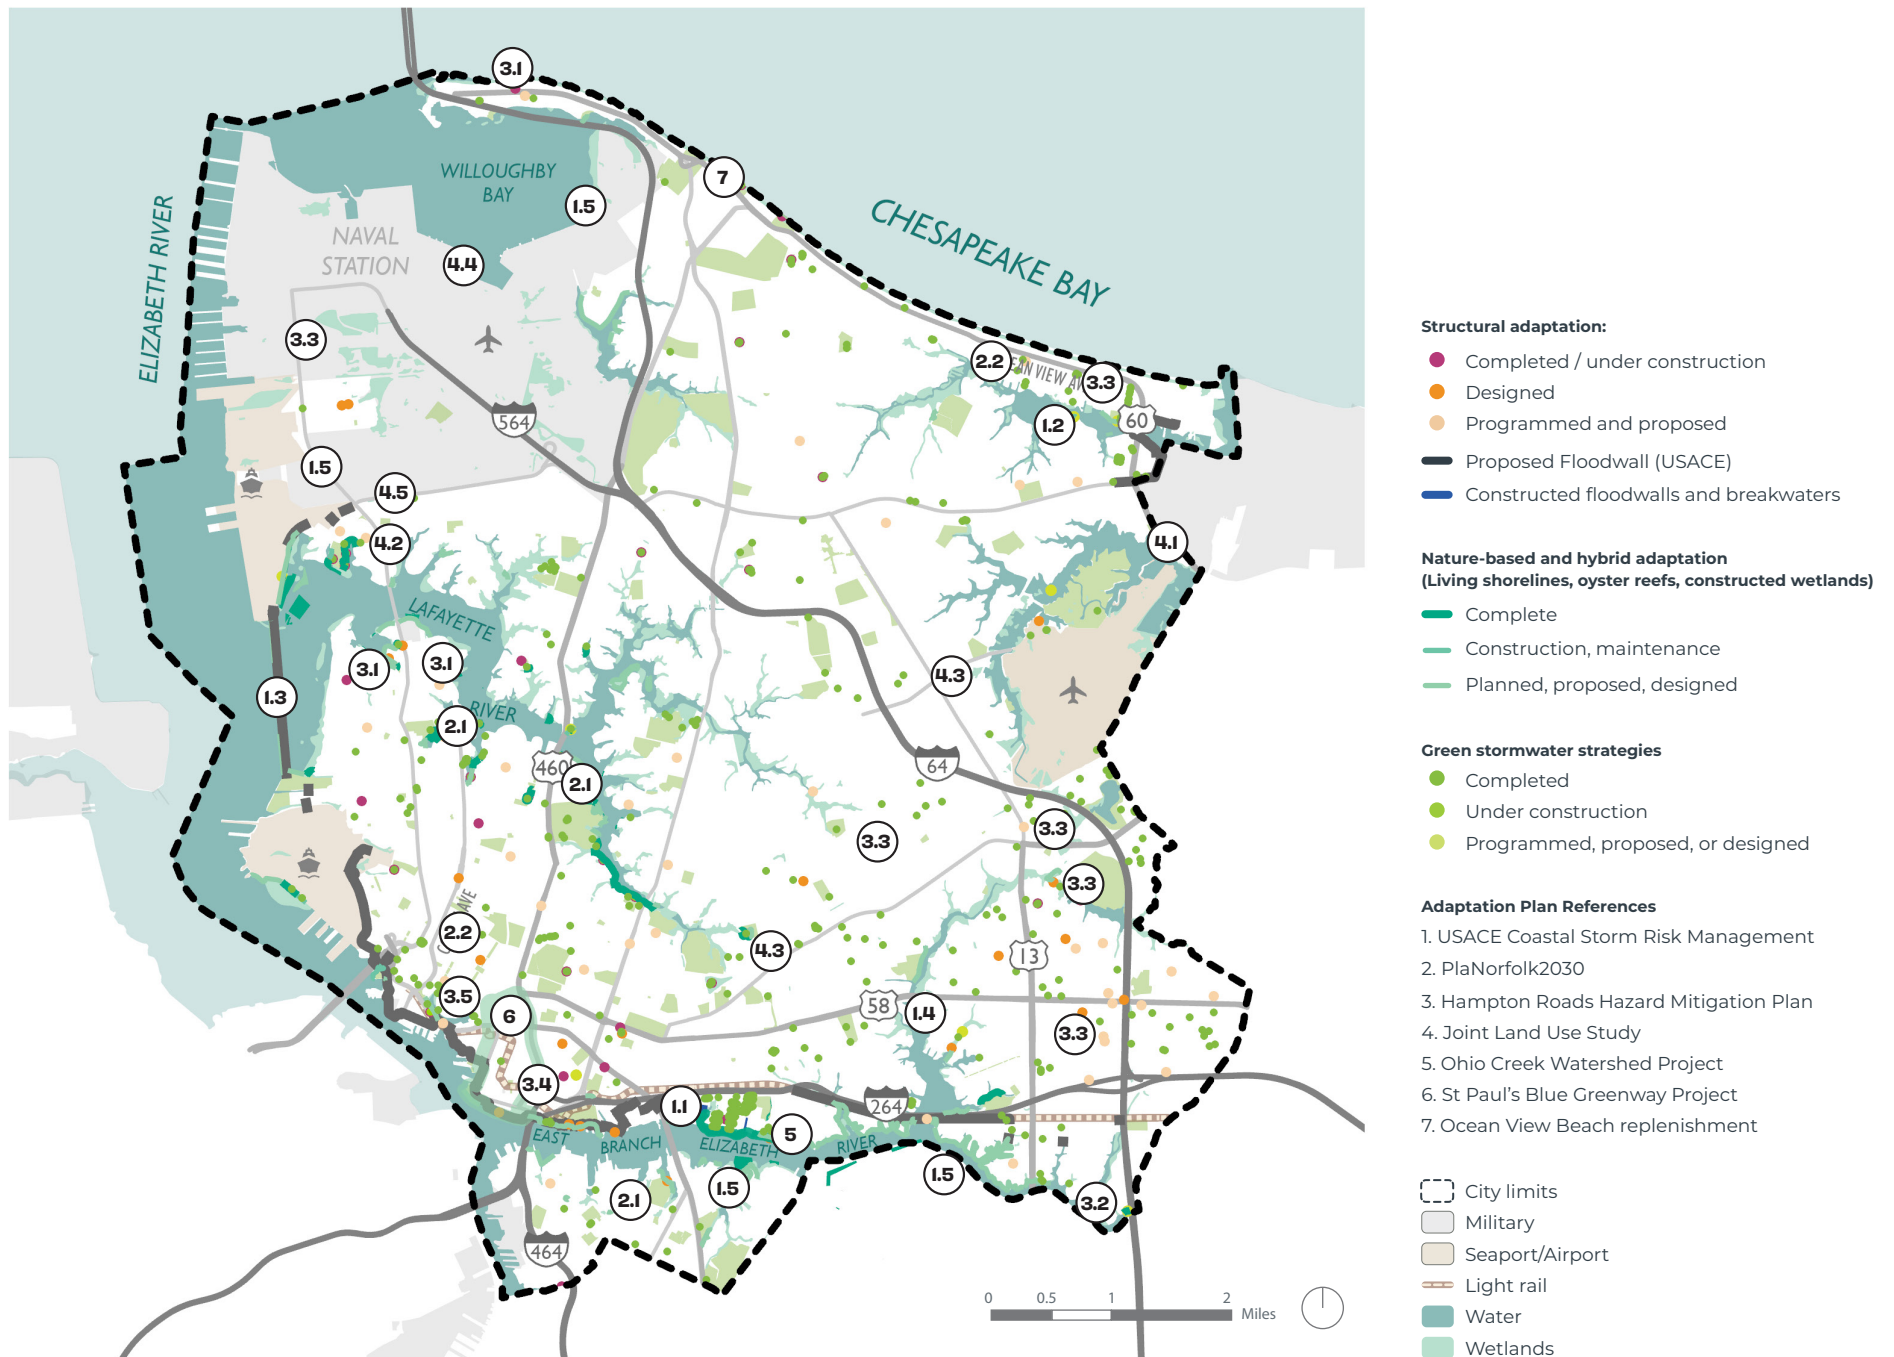 3.1
7
WILLOUGHBY
BAY
1.5
CHESAPEAKE BAY
ELIZABETH RIVER
NAVAL
STATION
4.4
3.3
2.2
3.3
564
1.2
60
1.5
4.5
4.2
4.1
LAFAYETTE
3.1
3.1
4.3
1.3
RIVER
2.1
460
2.1
64
3.3
3.3
3.3
AVE
2.2
4.3
13
3.5
6
58
1.4
3.3
3.4
1.1
264
5
EAST
BRANCH
ELIZABETH
RIVER
1.5
1.5
2.1
3.2
464
0
0.5
1
2
Miles
Structural adaptation:
Completed / under construction
Designed
Programmed and proposed
Proposed Floodwall (USACE)
Constructed floodwalls and breakwaters
Nature-based and hybrid adaptation
(Living shorelines, oyster reefs, constructed wetlands)
Complete
Construction, maintenance
Planned, proposed, designed
Green stormwater strategies
Completed
Under construction
Programmed, proposed, or designed
Adaptation Plan References
1. USACE Coastal Storm Risk Management
2. PlaNorfolk2030
3. Hampton Roads Hazard Mitigation Plan
4. Joint Land Use Study
5. Ohio Creek Watershed Project
6. St Paul's Blue Greenway Project
7. Ocean View Beach replenishment
City limits
Military
Seaport/Airport
Light rail
Water
Wetlands